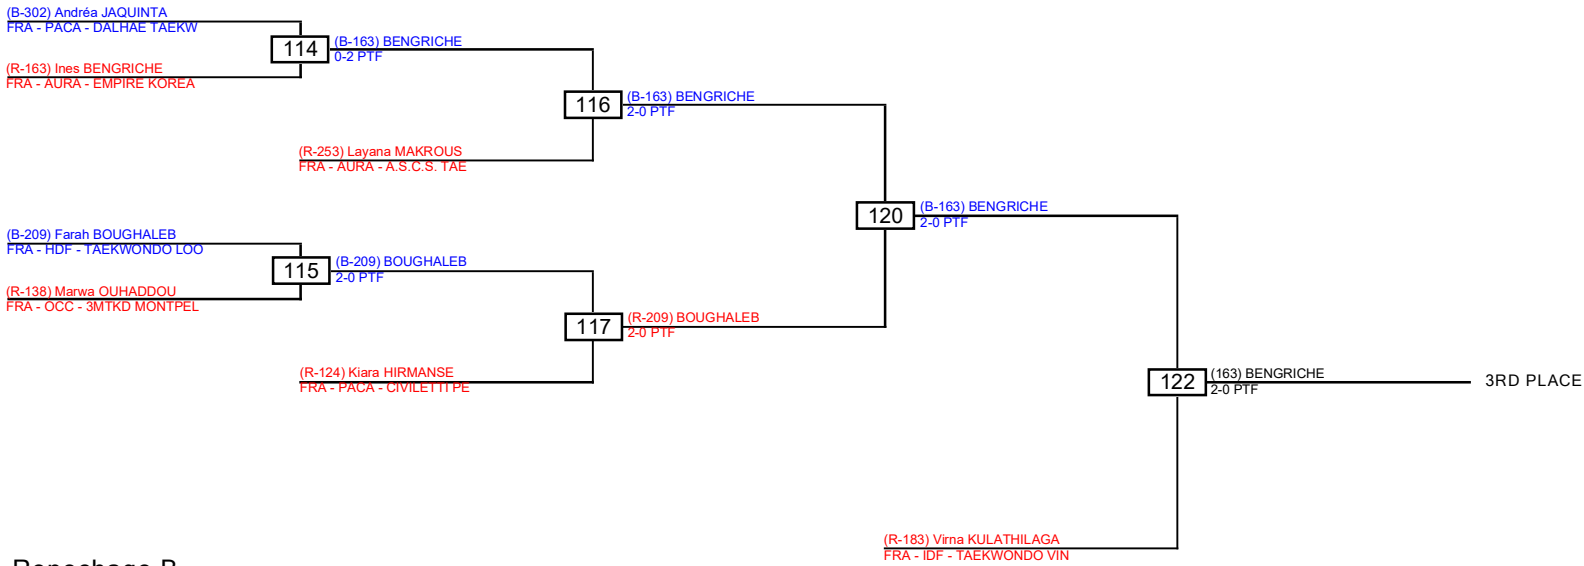 (B-302) Andréa JAQUINTA
FRA - PACA - DALHAE TAEKW
114
(B-163) BENGRICHE
0-2 PTF
(R-163) Ines BENGRICHE
FRA - AURA - EMPIRE KOREA
116
(B-163) BENGRICHE
2-0 PTF
(R-253) Layana MAKROUS
FRA - AURA - A.S.C.S. TAE
120
(B-163) BENGRICHE
2-0 PTF
(B-209) Farah BOUGHALEB
FRA - HDF - TAEKWONDO LOO
115
(B-209) BOUGHALEB
2-0 PTF
(R-138) Marwa OUHADDOU
FRA - OCC - 3MTKD MONTPEL
117
(R-209) BOUGHALEB
2-0 PTF
(R-124) Kiara HIRMANSE
FRA - PACA - CIVILETTI PE
122
(163) BENGRICHE
2-0 PTF
3RD PLACE
(R-183) Virna KULATHILAGA
FRA - IDF - TAEKWONDO VIN
Repechage B